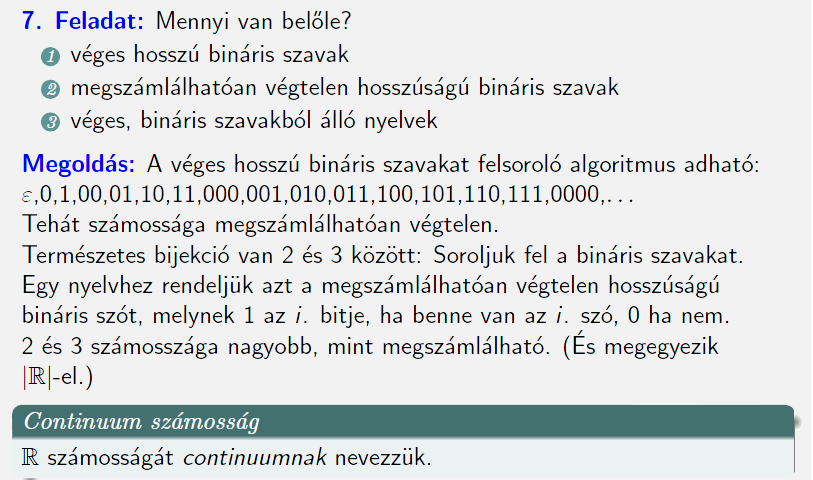 7. Feladat: Mennyi van belőle?
1 véges hosszú bináris szavak
2 megszámlálhatóan végtelen hosszúságú bináris szavak
3 véges, bináris szavakból álló nyelvek
Megoldás: A véges hosszú bináris szavakat felsoroló algoritmus adható:
ε,0,1,00,01,10,11,000,001,010,011,100,101,110,111,0000,...
Tehát számossága megszámlálhatóan végtelen.
Természetes bijekció van 2 és 3 között: Soroljuk fel a bináris szavakat.
Egy nyelvhez rendeljük azt a megszámlálhatóan végtelen hosszúságú
bináris szót, melynek 1 az i. bitje, ha benne van az i. szó, 0 ha nem.
2 és 3 számosszága nagyobb, mint megszámlálható. (És megegyezik
|ℝ|-el.)
Continuum számosság
ℝ számosságát continuumnak nevezzük.